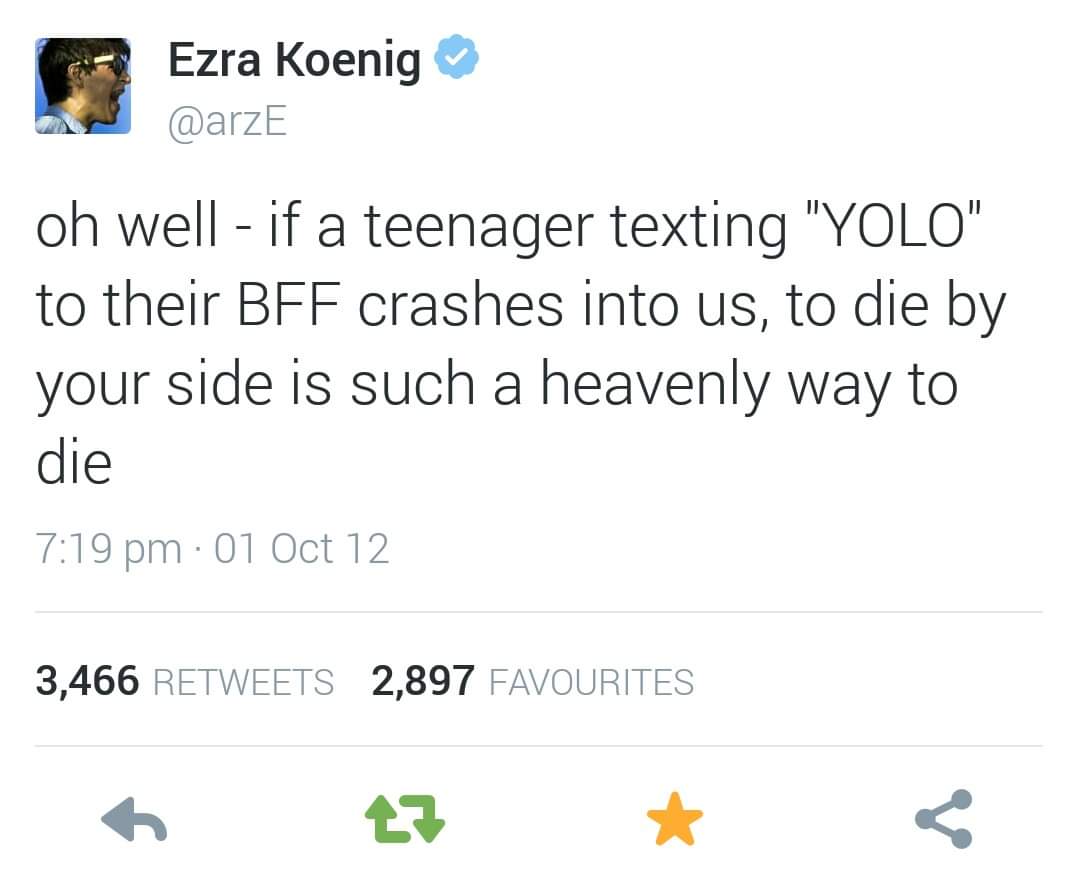 Ezra Koenig
@arzE
oh well - if a teenager texting "YOLO"
to their BFF crashes into us, to die by
your side is such a heavenly way to
die
7:19 pm · 01 Oct 12
3,466 RETWEETS 2,897 FAVOURITES